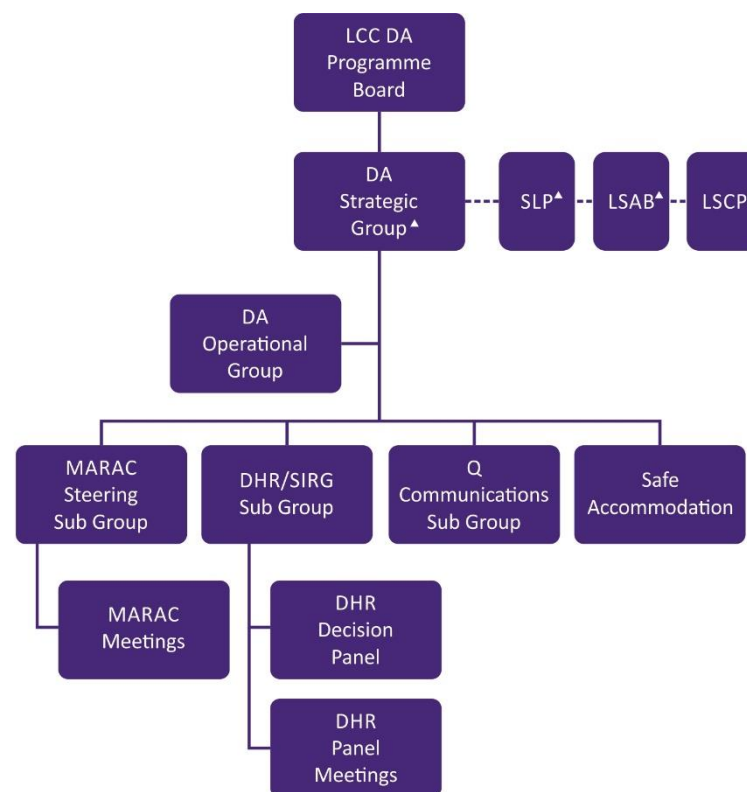 LCC DA
Programme
Board
DA
Strategic
Group▲
SLP▲
LSAB▲
LSCP
DA
Operational
Group
MARAC
Steering
Sub Group
DHR/SIRG
Sub Group
Q
Communications
Sub Group
Safe
Accommodation
MARAC
Meetings
DHR
Decision
Panel
DHR
Panel
Meetings